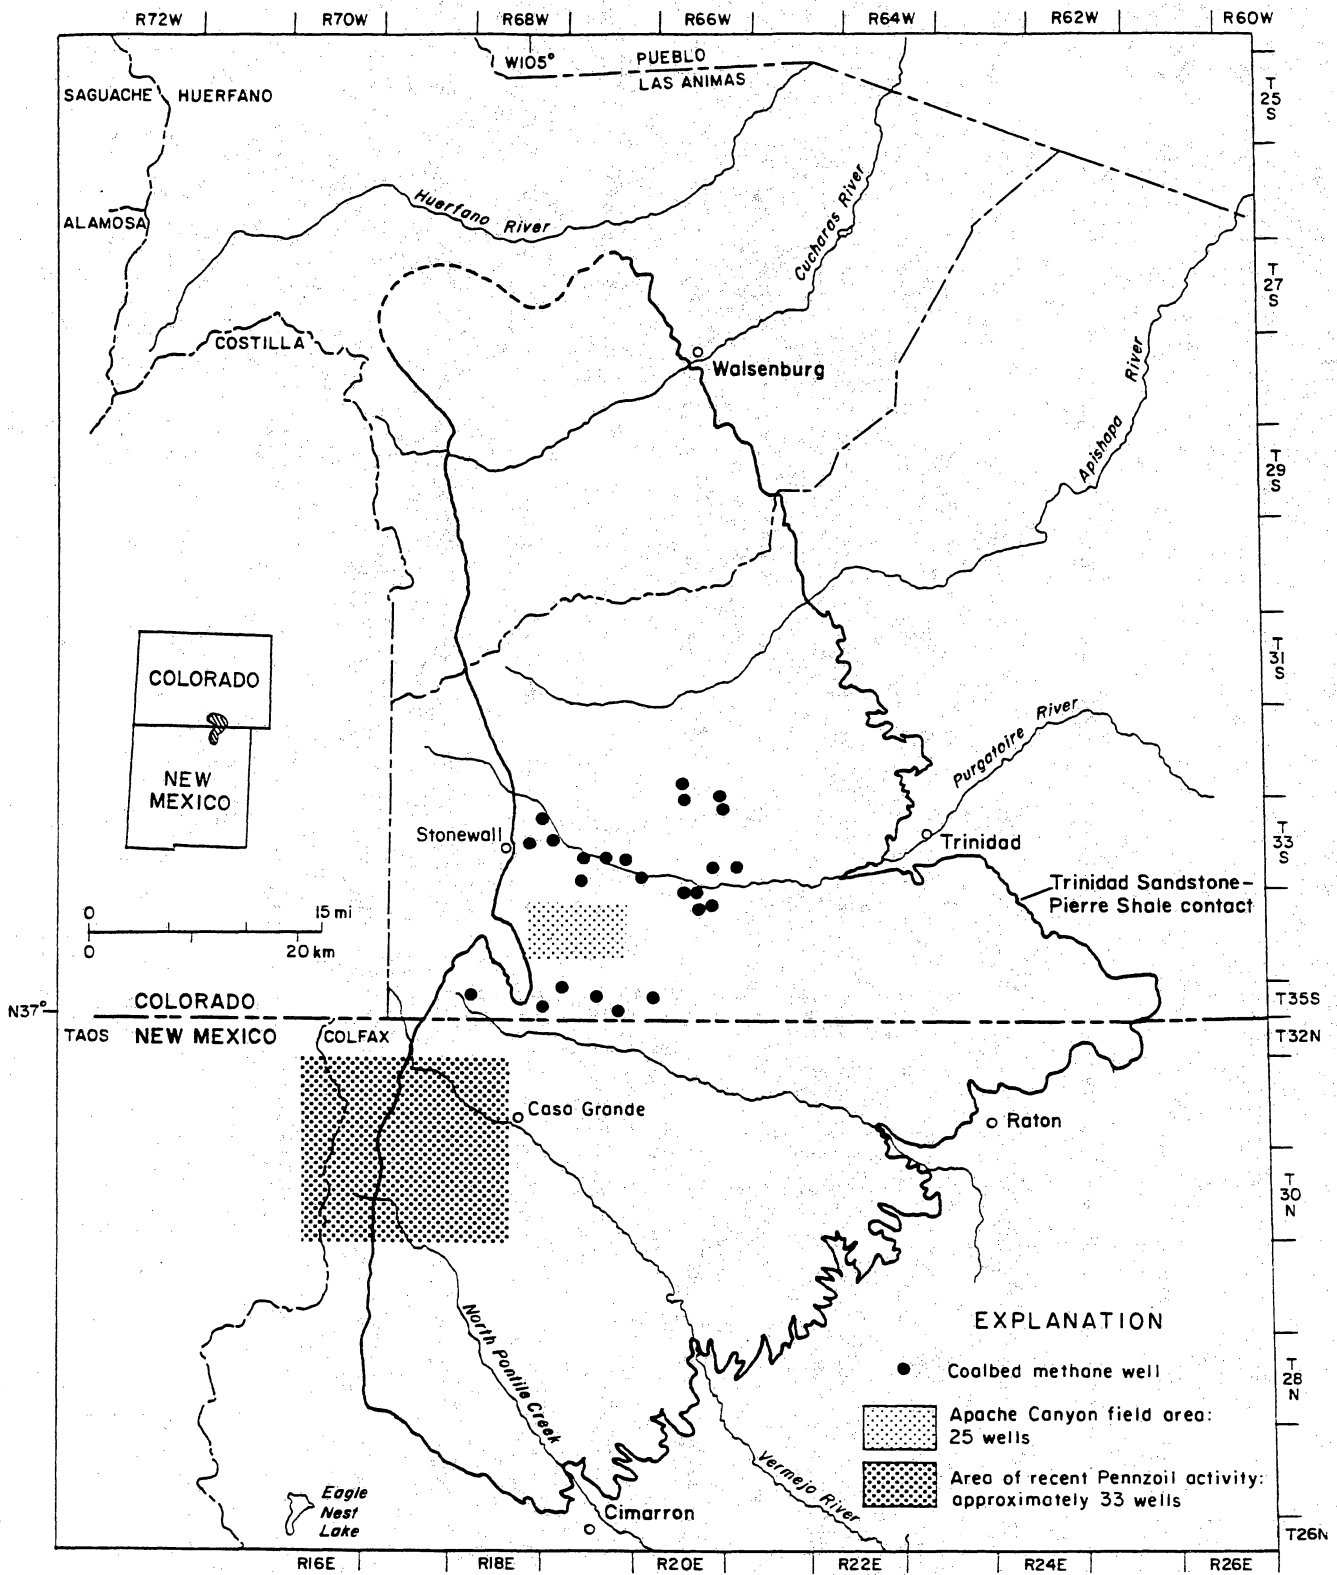 R72W R70W R68W R66W R64W R62W R60W
W105°
PUEBLO
LAS ANIMAS
SAGUACHE HUERFANO
T
25
S
ALAMOSA
Huerfano River
Cucharas River
T
27
S
COSTILLA
Walsenburg
Apishapa River
T
29
S
COLORADO
NEW
MEXICO
T
31
S
Purgatoire River
Stonewall
Trinidad
T
33
S
Trinidad Sandstone-
Pierre Shale contact
0 15 mi
0 20 km
N37°
COLORADO
T35S
TAOS NEW MEXICO COLFAX
T32N
Casa Grande
Raton
T
30
N
North Pontile Creek
EXPLANATION
Coalbed methane well
T
28
N
Apache Canyon field area:
25 wells
Vermejo River
Area of recent Pennzoil activity:
approximately 33 wells
Eagle
Nest
Lake
Cimarron
T26N
R16E R18E R20E R22E R24E R26E